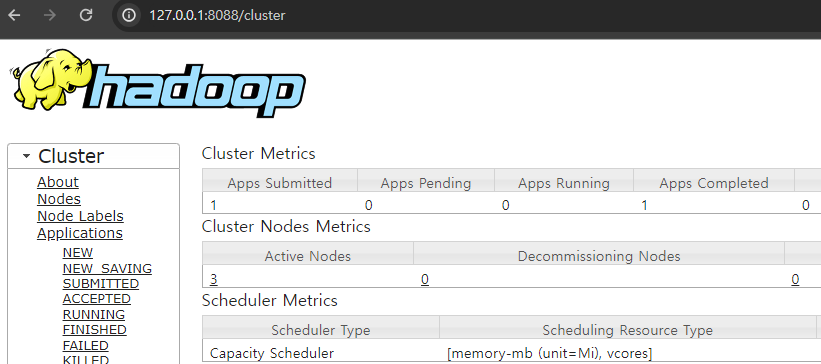 127.0.0.1:8088/cluster
hadoop
Cluster
About
Nodes
Node Labels
Applications
NEW
NEW_SAVING
SUBMITTED
ACCEPTED
RUNNING
FINISHED
FAILED
KILLED
Cluster Metrics
Apps Submitted Apps Pending Apps Running Apps Completed
1 0 0 1 0
Cluster Nodes Metrics
Active Nodes Decommissioning Nodes
3 0 0
Scheduler Metrics
Scheduler Type Scheduling Resource Type
Capacity Scheduler [memory-mb (unit=Mi), vcores]